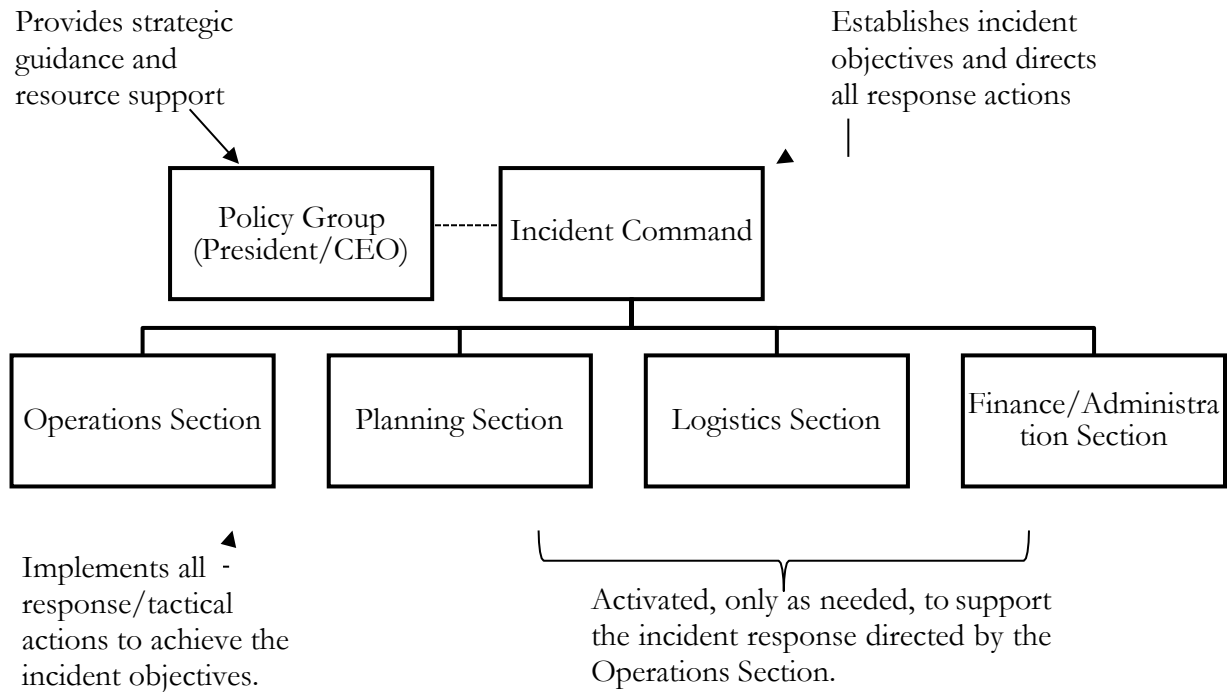 Provides strategic
guidance and
resource support
Establishes incident
objectives and directs
all response actions
Policy Group
(President/CEO)
Incident Command
Operations Section
Planning Section
Logistics Section
Finance/Administra
tion Section
Implements all
response/tactical
actions to achieve the
incident objectives.
Activated, only as needed, to support
the incident response directed by the
Operations Section.